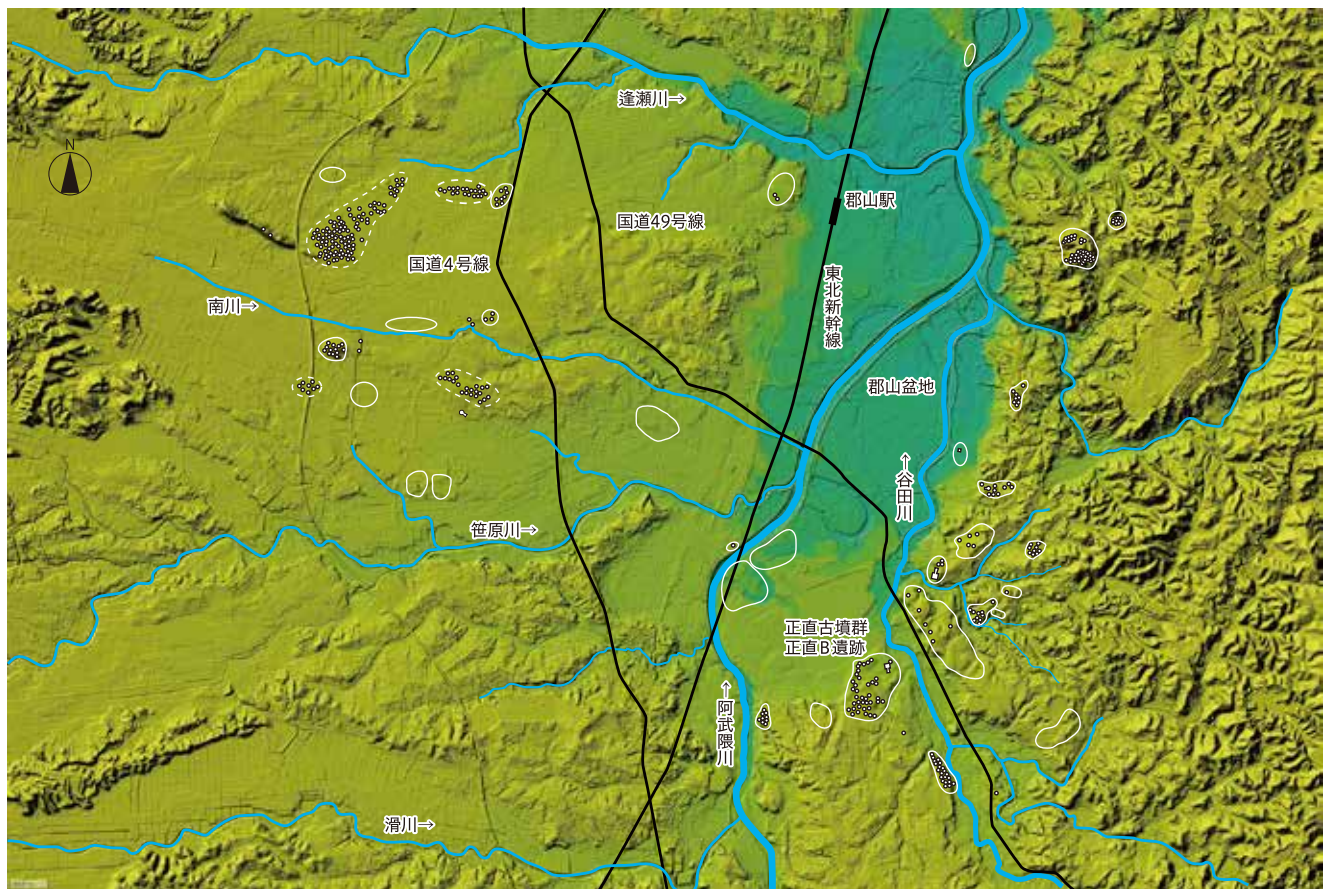 逢瀬川→
N
郡山駅
国道49号線
国道4号線
東北新幹線
南川→
郡山盆地
↑谷田川
笹原川→
正直古墳群
正直B遺跡
↑阿武隈川
滑川→